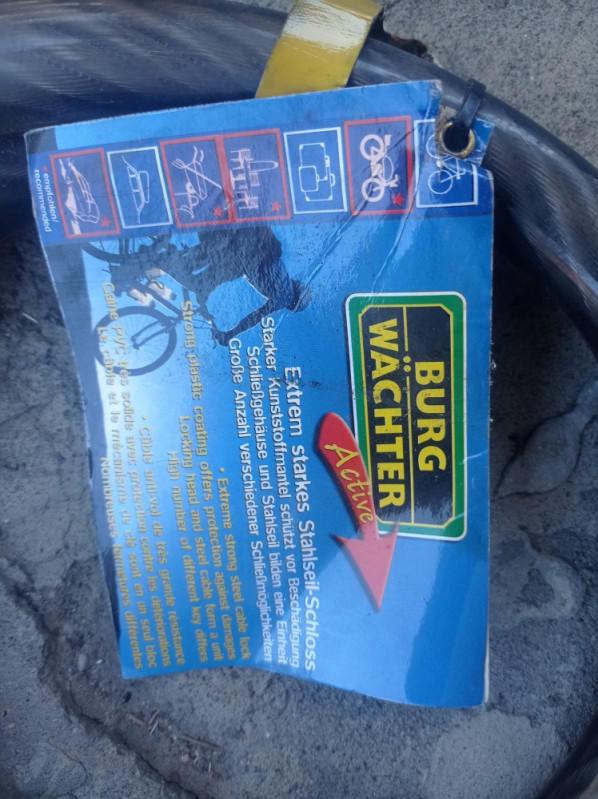 BURG
WÄCHTER
Active
empfohlen/
recommended
Extrem starkes Stahlseil-Schloss
Starker Kunststoffmantel schützt vor Beschädigung
Schließgehäuse und Stahlseil bilden eine Einheit
Große Anzahl verschiedener Schließmöglichkeiten
• Extreme strong steel cable lock
Strong plastic coating offers protection against damages
Locking head and steel cable form a unit
High number of different key differs
• Câble anti-vol de très grande résistance
Gaine PVC très solide avec protection contre les détériorations
Le câble et le mécanisme de clé sont en un seul bloc
Nombreuses fermetures différentes